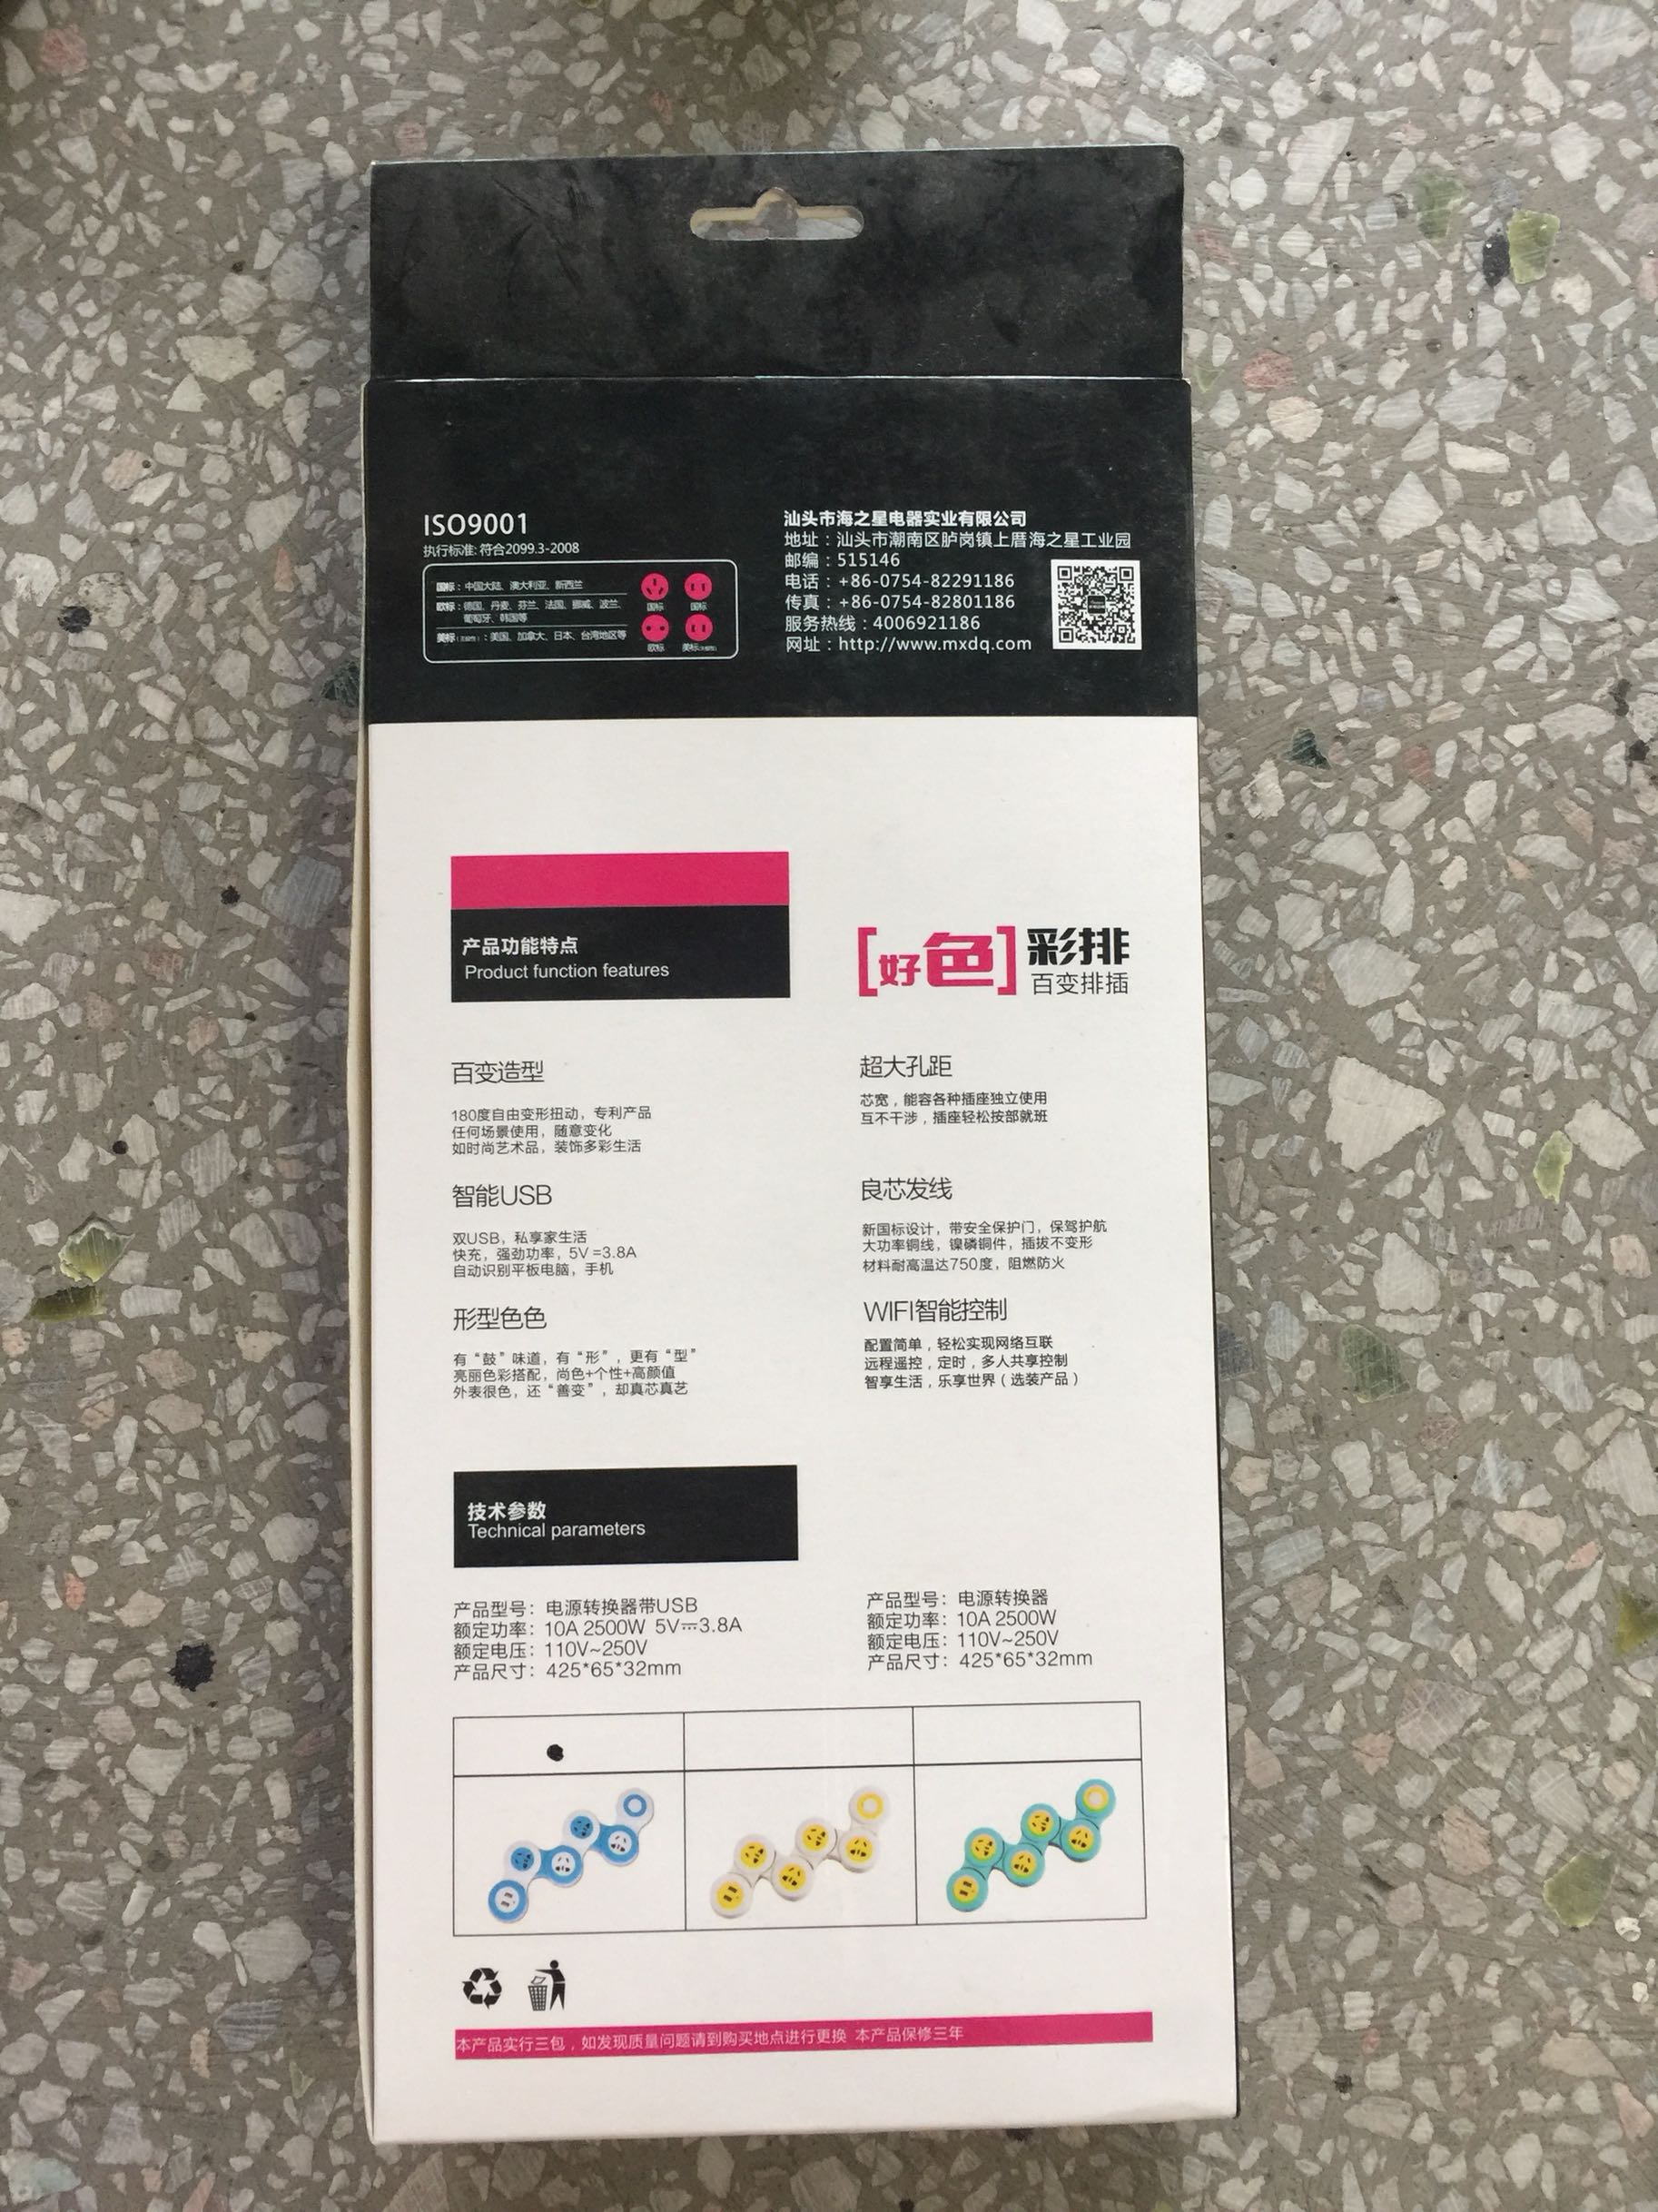 ISO9001
执行标准: 符合2099.3-2008
国标：中国大陆、澳大利亚、新西兰
欧标：德国、丹麦、芬兰、法国、挪威、波兰、
葡萄牙、韩国等
美标：美国、加拿大、日本、台湾地区等
国标 国标
欧标 美标
汕头市海之星电器实业有限公司
地址：汕头市潮南区胪岗镇上厝海之星工业园
邮编：515146
电话：+86-0754-82291186
传真：+86-0754-82801186
服务热线：4006921186
网址：http://www.mxdq.com
产品功能特点
Product function features
[好色]彩排
百变排插
百变造型
180度自由变形扭动，专利产品
任何场景使用，随意变化
如时尚艺术品，装饰多彩生活
智能USB
双USB，私享家生活
快充，强劲功率，5V =3.8A
自动识别平板电脑，手机
形型色色
有“鼓”味道，有“形”，更有“型”
亮丽色彩搭配，尚色+个性+高颜值
外表很色，还“善变”，却真芯真艺
超大孔距
芯宽，能容各种插座独立使用
互不干涉，插座轻松按部就班
良芯发线
新国标设计，带安全保护门，保驾护航
大功率铜线，镍磷铜件，插拔不变形
材料耐高温达750度，阻燃防火
WIFI智能控制
配置简单，轻松实现网络互联
远程遥控，定时，多人共享控制
智享生活，乐享世界（选装产品）
技术参数
Technical parameters
产品型号：电源转换器带USB
额定功率：10A 2500W 5V⎓3.8A
额定电压：110V~250V
产品尺寸：425*65*32mm
产品型号：电源转换器
额定功率：10A 2500W
额定电压：110V~250V
产品尺寸：425*65*32mm
本产品实行三包，如发现质量问题请到购买地点进行更换 本产品保修三年